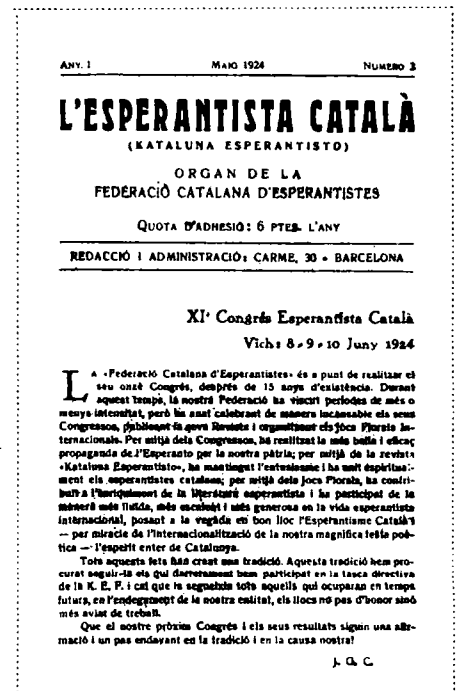 ANY. I MAIG 1924 NUMERO 3
L'ESPERANTISTA CATALÀ
(KATALUNA ESPERANTISTO)
ORGAN DE LA
FEDERACIÓ CATALANA D'ESPERANTISTES
QUOTA D'ADHESIÓ: 6 PTES. L'ANY
REDACCIÓ I ADMINISTRACIÓ: CARME, 30 - BARCELONA
XIè Congrés Esperantista Català
Vich: 8-9-10 Juny 1924
LA «Federació Catalana d'Esperantistes» és a punt de realitzar el
seu onzè Congrés, després de 15 anys d'existència. Durant
aquest temps, la nostra Federació ha viscut períodes de més o
menys intensitat, però ha anat celebrant de manera incansable els seus
Congressos, publicant la seva Revista i organitzant els Jocs Florals In-
ternacionals. Per mitjà dels Congressos, ha realitzat la més bella i eficaç
propaganda de l'Esperanto per la nostra pàtria; per mitjà de la revista
«Kataluna Esperantisto», ha mantingut l'entusiasme i ha unit espiritual-
ment els esperantistes catalans; per mitjà dels Jocs Florals, ha contri-
buït a l'enriquiment de la literatura esperantista i ha participat de la
manera més lluïda, més escaient i més generosa en la vida esperantista
internacional, posant a la vegada en bon lloc l'Esperantisme Català
— per miracle de l'internacionalització de la nostra magnífica festa poè-
tica — l'esperit enter de Catalunya.
Tots aquests fets han creat una tradició. Aquesta tradició hem pro-
curat seguir-la els qui darrerament hem participat en la tasca directiva
de la K. E. F. i cal que la segueixin tots aquells qui ocuparan en temps
futurs, en l'endegament de la nostra entitat, els llocs no pas d'honor sinó
més aviat de treball.
Que el nostre pròxim Congrés i els seus resultats siguin una afir-
mació i un pas endavant en la tradició i en la causa nostra!
J. G. C.